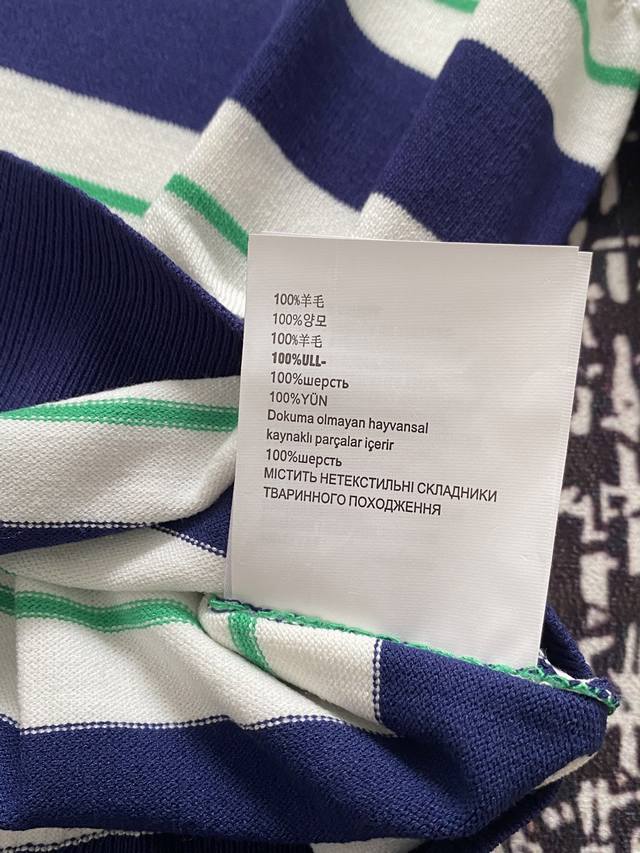 100%羊毛
100%양모
100%羊毛
100%ULL-
100%шерсть
100%YÜN
Dokuma olmayan hayvansal
kaynaklı parçalar içerir
100%шерсть
МІСТИТЬ НЕТЕКСТИЛЬНІ СКЛАДНИКИ
ТВАРИННОГО ПОХОДЖЕННЯ